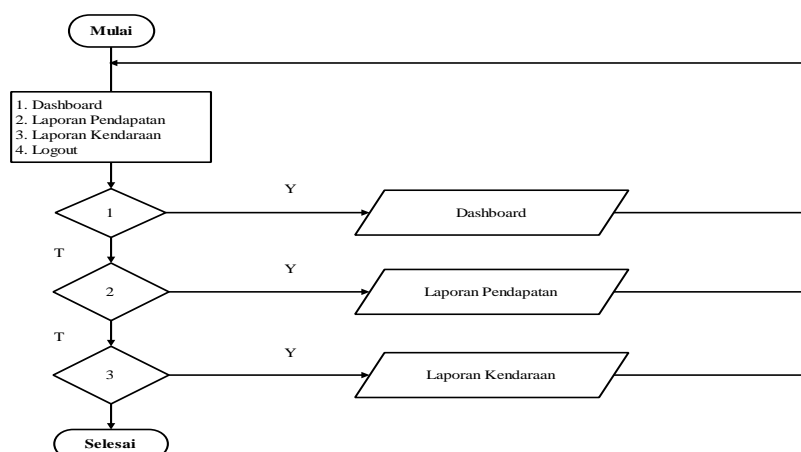 Mulai
1. Dashboard
2. Laporan Pendapatan
3. Laporan Kendaraan
4. Logout
1
Y
Dashboard
T
2
Y
Laporan Pendapatan
T
3
Y
Laporan Kendaraan
Selesai